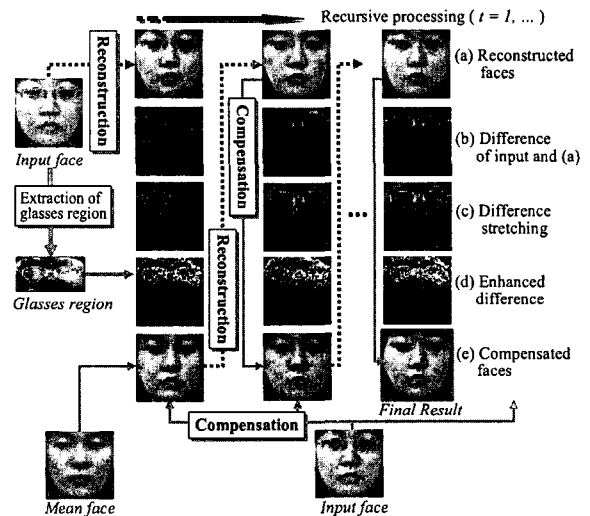 Recursive processing ( t = 1, ... )
Reconstruction
(a) Reconstructed
faces
Input face
Compensation
(b) Difference
of input and (a)
Extraction of
glasses region
(c) Difference
stretching
Reconstruction
Glasses region
(d) Enhanced
difference
(e) Compensated
faces
Final Result
Compensation
Mean face
Input face